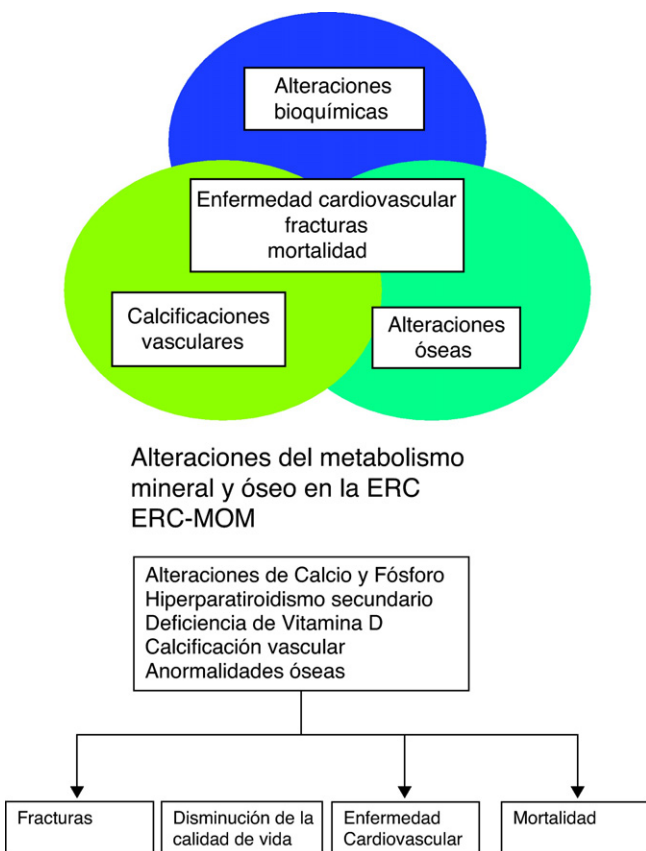 Alteraciones
bioquímicas
Enfermedad cardiovascular
fracturas
mortalidad
Calcificaciones
vasculares
Alteraciones
óseas
Alteraciones del metabolismo
mineral y óseo en la ERC
ERC-MOM
Alteraciones de Calcio y Fósforo
Hiperparatiroidismo secundario
Deficiencia de Vitamina D
Calcificación vascular
Anormalidades óseas
Fracturas
Disminución de la
calidad de vida
Enfermedad
Cardiovascular
Mortalidad